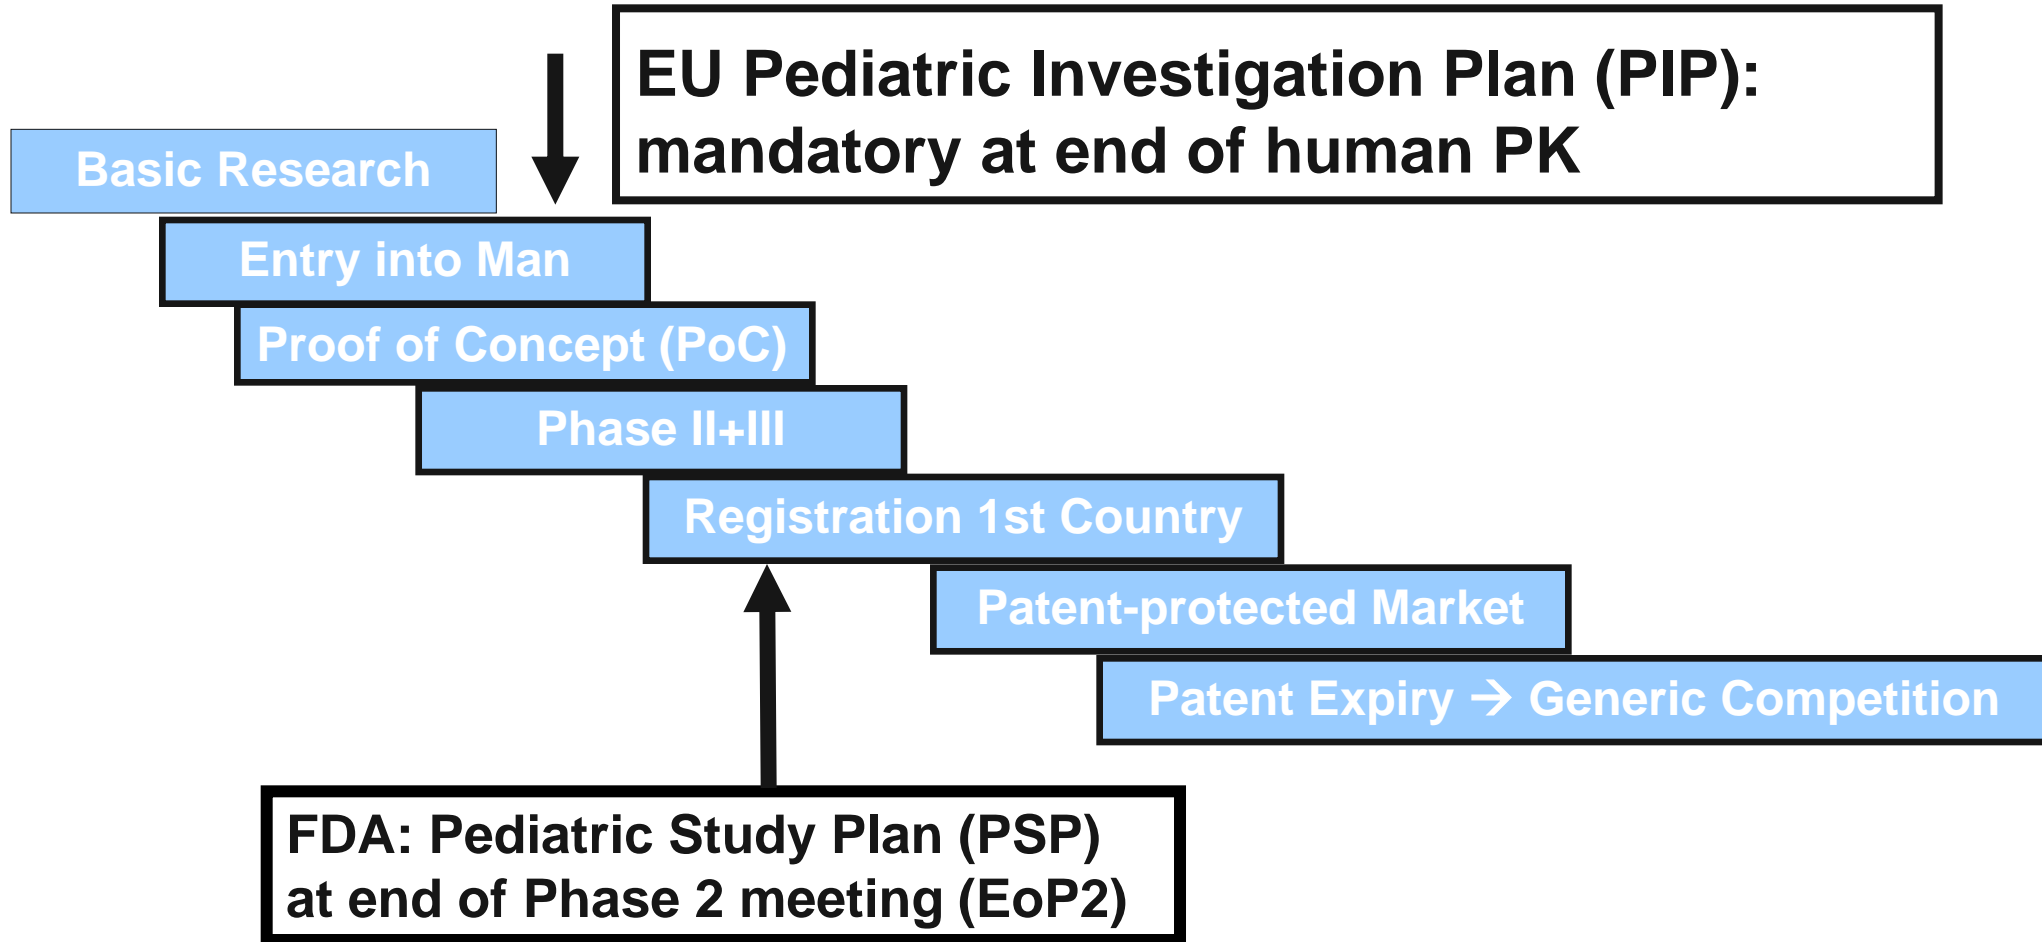 EU Pediatric Investigation Plan (PIP):
mandatory at end of human PK
Basic Research
Entry into Man
Proof of Concept (PoC)
Phase II+III
Registration 1st Country
Patent-protected Market
Patent Expiry → Generic Competition
FDA: Pediatric Study Plan (PSP)
at end of Phase 2 meeting (EoP2)